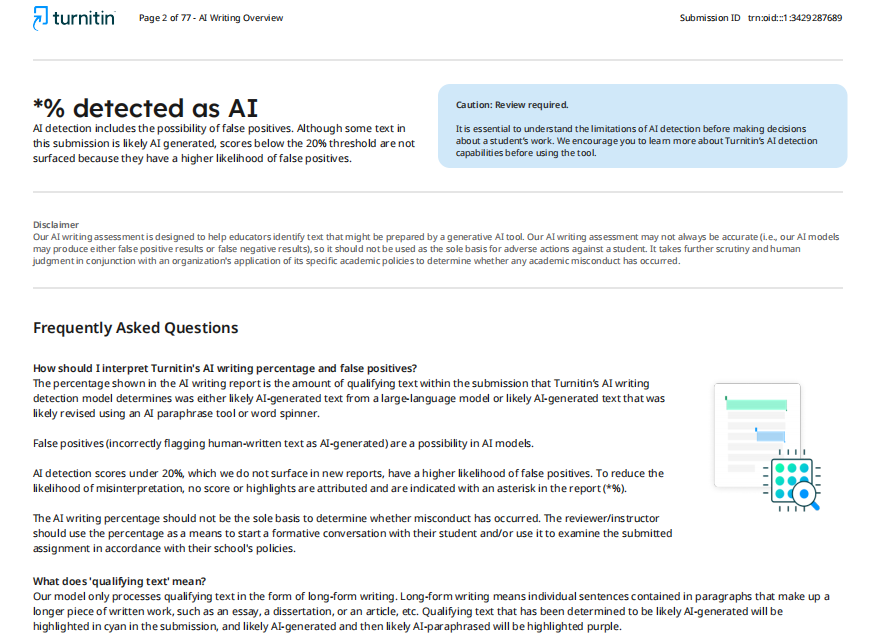 turnitin
Page 2 of 77 - AI Writing Overview
Submission ID trn:oid:::1:3429287689
*% detected as AI
AI detection includes the possibility of false positives. Although some text in
this submission is likely AI generated, scores below the 20% threshold are not
surfaced because they have a higher likelihood of false positives.
Caution: Review required.
It is essential to understand the limitations of AI detection before making decisions
about a student's work. We encourage you to learn more about Turnitin's AI detection
capabilities before using the tool.
Disclaimer
Our AI writing assessment is designed to help educators identify text that might be prepared by a generative AI tool. Our AI writing assessment may not always be accurate (i.e., our AI models
may produce either false positive results or false negative results), so it should not be used as the sole basis for adverse actions against a student. It takes further scrutiny and human
judgment in conjunction with an organization's application of its specific academic policies to determine whether any academic misconduct has occurred.
Frequently Asked Questions
How should I interpret Turnitin's AI writing percentage and false positives?
The percentage shown in the AI writing report is the amount of qualifying text within the submission that Turnitin's AI writing
detection model determines was either likely AI-generated text from a large-language model or likely AI-generated text that was
likely revised using an AI paraphrase tool or word spinner.
False positives (incorrectly flagging human-written text as AI-generated) are a possibility in AI models.
AI detection scores under 20%, which we do not surface in new reports, have a higher likelihood of false positives. To reduce the
likelihood of misinterpretation, no score or highlights are attributed and are indicated with an asterisk in the report (*%).
The AI writing percentage should not be the sole basis to determine whether misconduct has occurred. The reviewer/instructor
should use the percentage as a means to start a formative conversation with their student and/or use it to examine the submitted
assignment in accordance with their school's policies.
What does 'qualifying text' mean?
Our model only processes qualifying text in the form of long-form writing. Long-form writing means individual sentences contained in paragraphs that make up a
longer piece of written work, such as an essay, a dissertation, or an article, etc. Qualifying text that has been determined to be likely AI-generated will be
highlighted in cyan in the submission, and likely AI-generated and then likely AI-paraphrased will be highlighted purple.